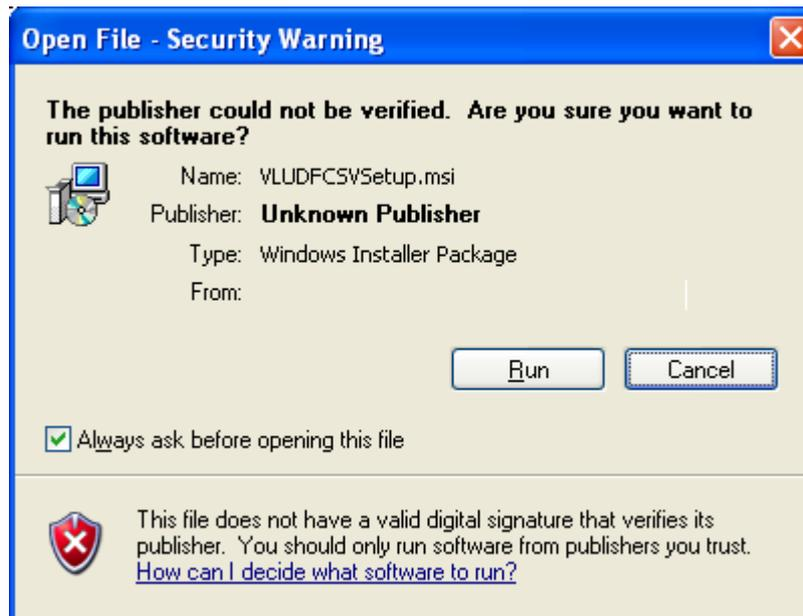 Open File - Security Warning
The publisher could not be verified.  Are you sure you want to
run this software?
Name: VLUDFCSVSetup.msi
Publisher: Unknown Publisher
Type: Windows Installer Package
From:
Run Cancel
Always ask before opening this file
This file does not have a valid digital signature that verifies its
publisher.  You should only run software from publishers you trust.
How can I decide what software to run?